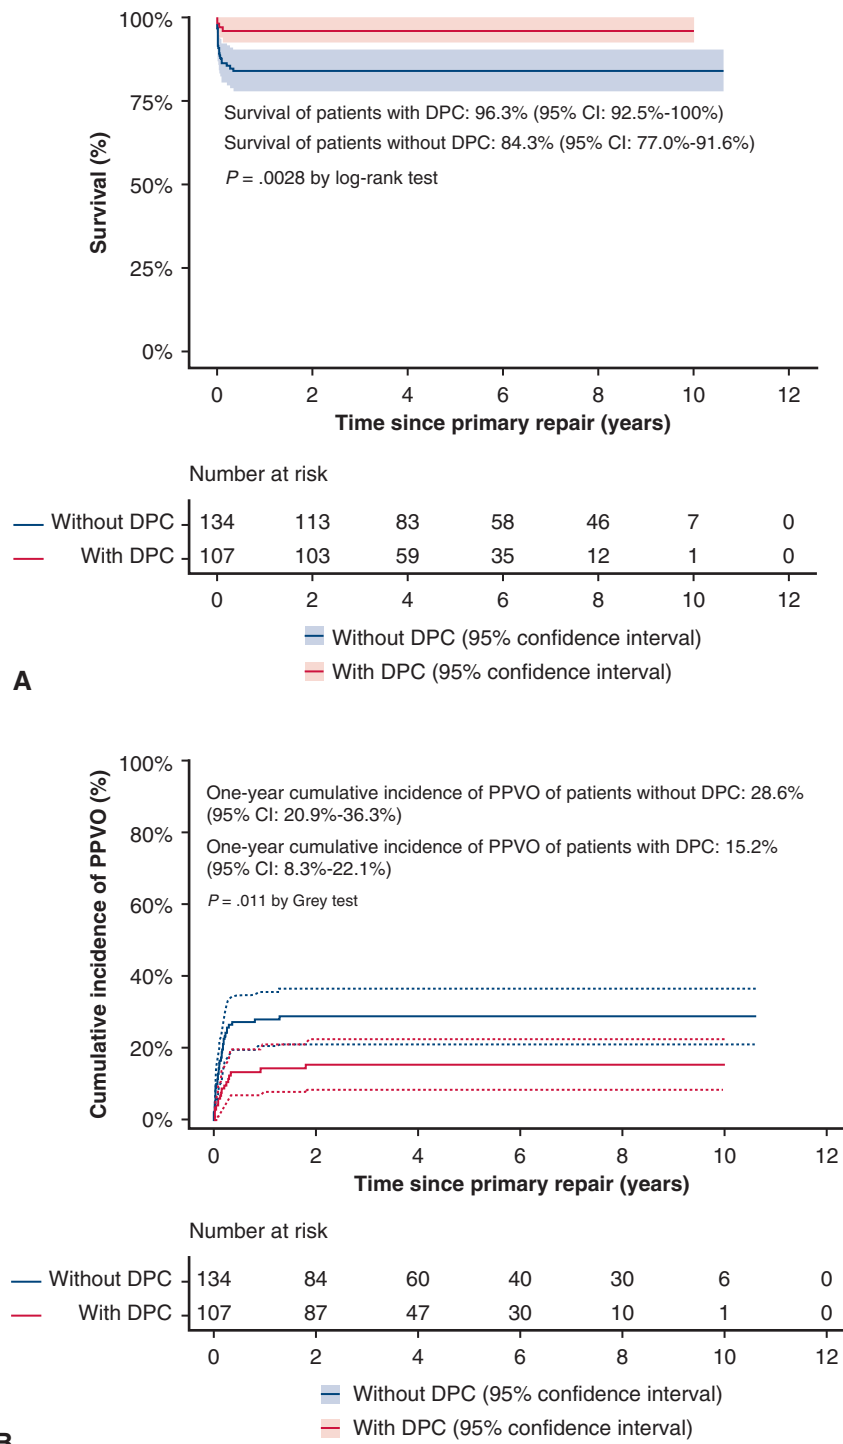 100%
75%
50%
25%
0%
Survival (%)
Survival of patients with DPC: 96.3% (95% CI: 92.5%-100%)
Survival of patients without DPC: 84.3% (95% CI: 77.0%-91.6%)
P = .0028 by log-rank test
0 2 4 6 8 10 12
Time since primary repair (years)
Number at risk
Without DPC 134 113 83 58 46 7 0
With DPC 107 103 59 35 12 1 0
0 2 4 6 8 10 12
Without DPC (95% confidence interval)
With DPC (95% confidence interval)
A
100%
80%
60%
40%
20%
0%
Cumulative incidence of PPVO (%)
One-year cumulative incidence of PPVO of patients without DPC: 28.6%
(95% CI: 20.9%-36.3%)
One-year cumulative incidence of PPVO of patients with DPC: 15.2%
(95% CI: 8.3%-22.1%)
P = .011 by Grey test
0 2 4 6 8 10 12
Time since primary repair (years)
Number at risk
Without DPC 134 84 60 40 30 6 0
With DPC 107 87 47 30 10 1 0
0 2 4 6 8 10 12
Without DPC (95% confidence interval)
With DPC (95% confidence interval)
B